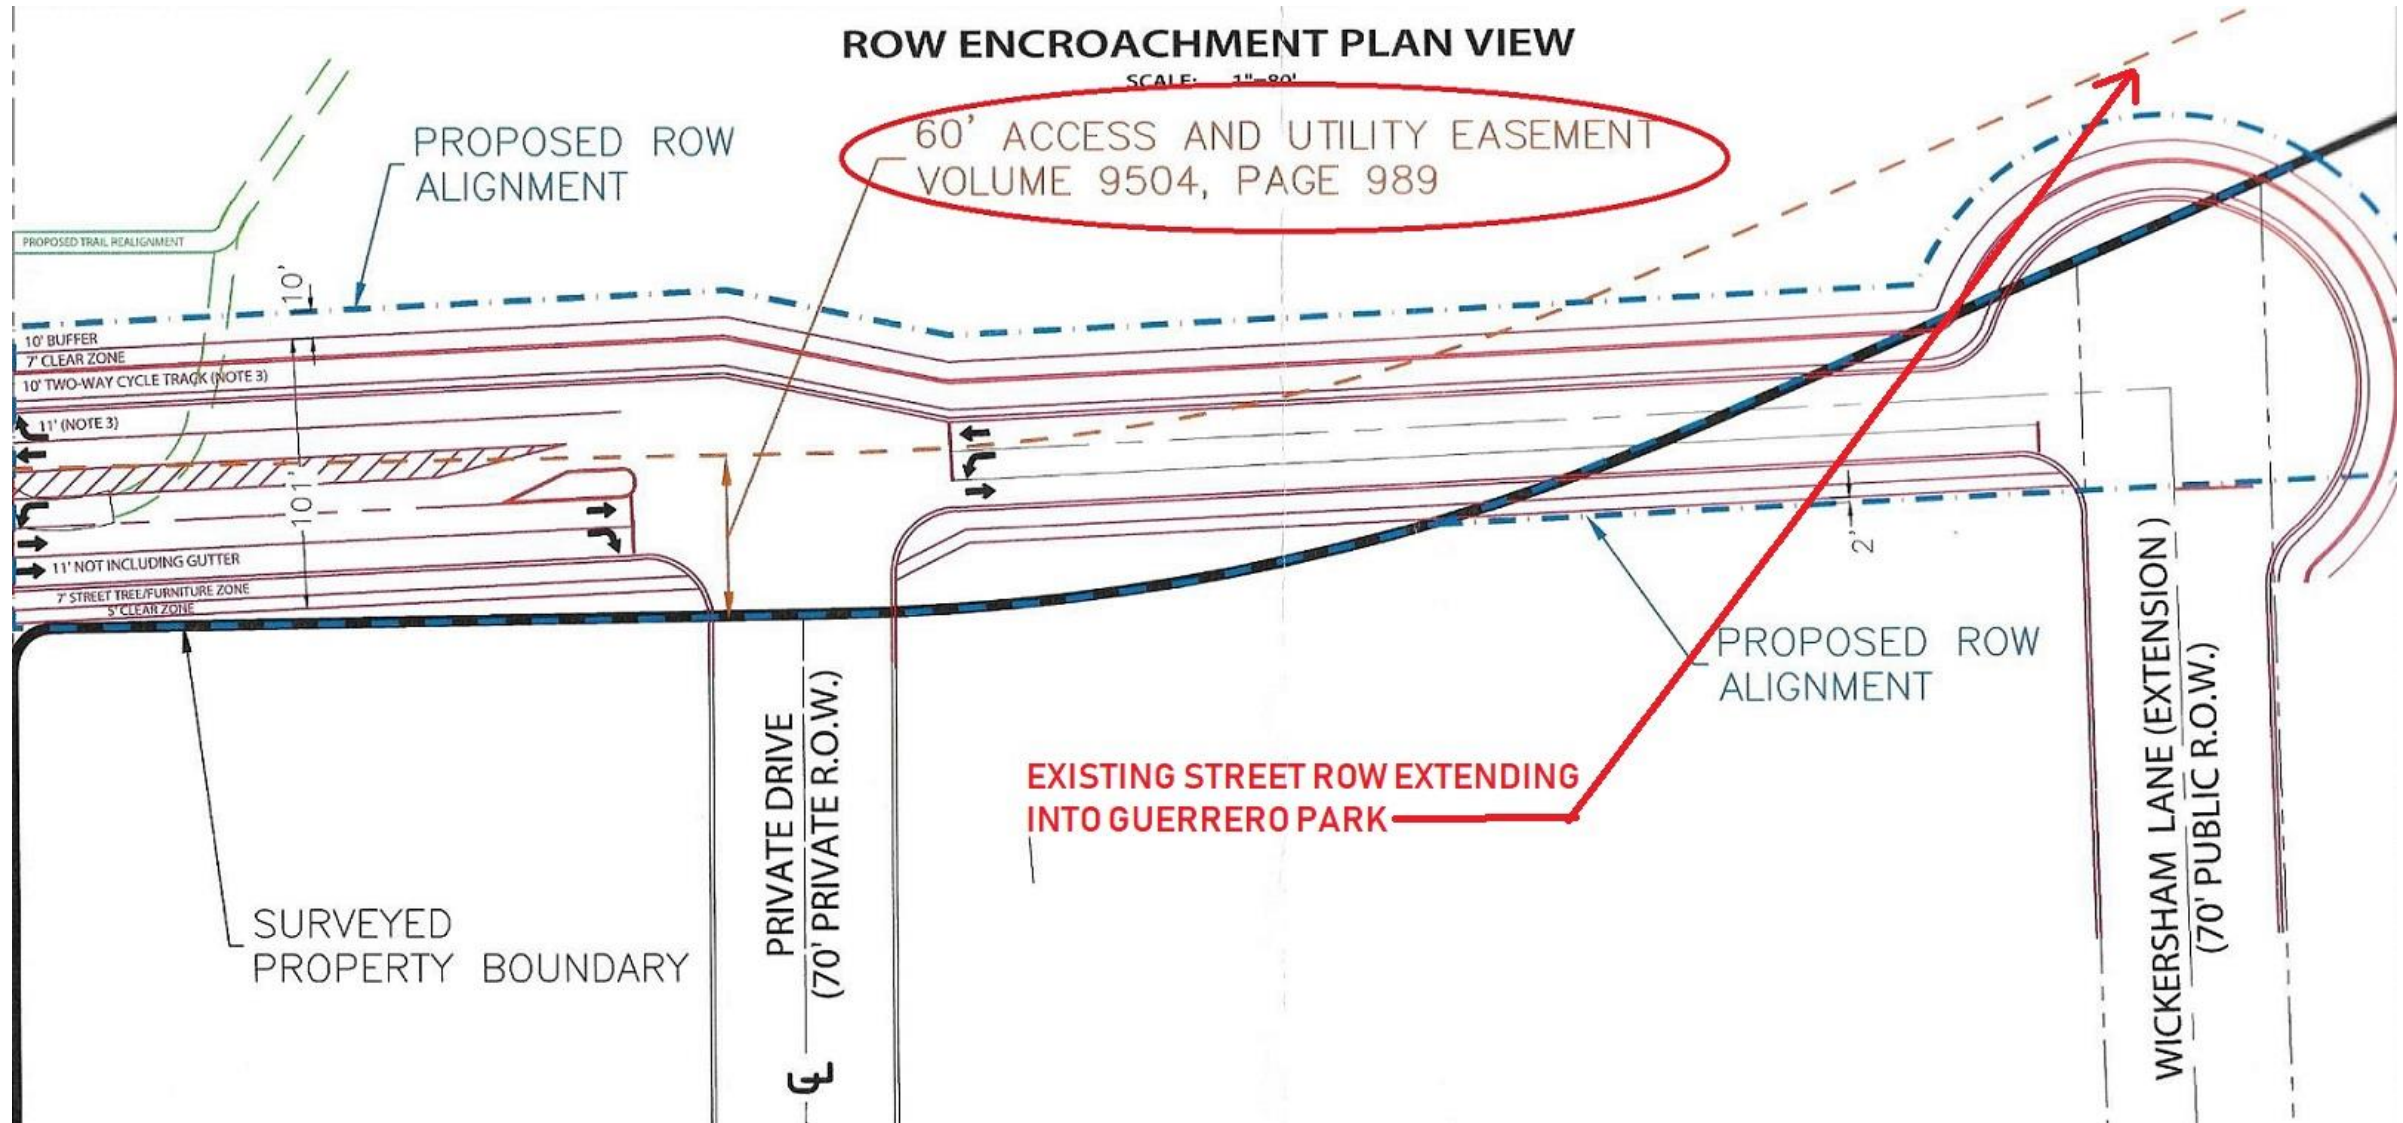 ROW ENCROACHMENT PLAN VIEW
SCALE: 1"=80'
PROPOSED ROW
ALIGNMENT
60' ACCESS AND UTILITY EASEMENT
VOLUME 9504, PAGE 989
PROPOSED TRAIL REALIGNMENT
10'
10' BUFFER
7' CLEAR ZONE
10' TWO-WAY CYCLE TRACK (NOTE 3)
11' (NOTE 3)
101'
11' NOT INCLUDING GUTTER
7' STREET TREE/FURNITURE ZONE
5' CLEAR ZONE
2'
PROPOSED ROW
ALIGNMENT
EXISTING STREET ROW EXTENDING
INTO GUERRERO PARK
SURVEYED
PROPERTY BOUNDARY
PRIVATE DRIVE
(70' PRIVATE R.O.W.)
℄
WICKERSHAM LANE (EXTENSION)
(70' PUBLIC R.O.W.)